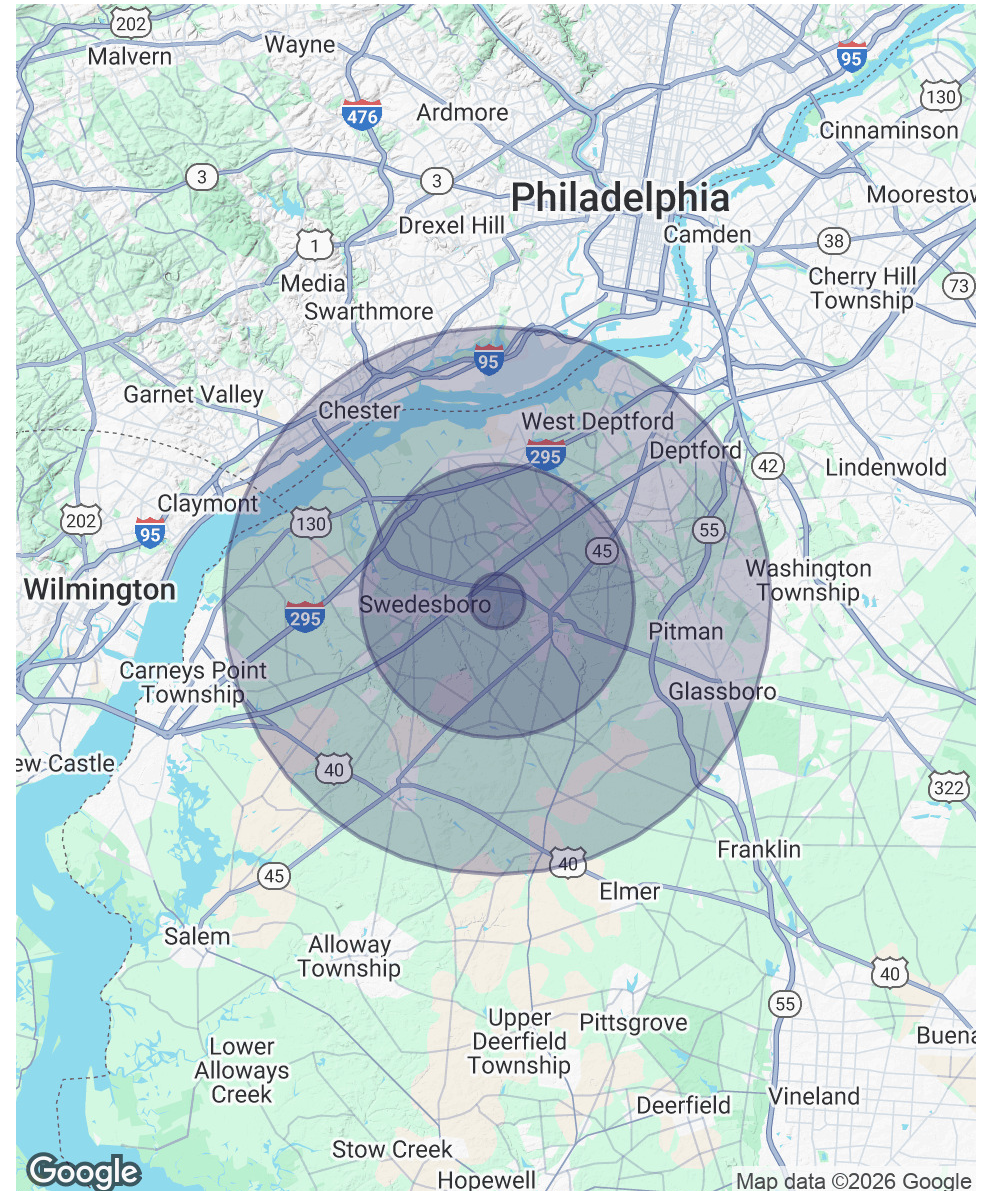 202
Malvern
Wayne
95
130
476
Ardmore
Cinnaminson
3
3
Philadelphia
Moorestow
Drexel Hill
Camden
1
38
Media
Cherry Hill
Township
73
Swarthmore
95
Garnet Valley
Chester
West Deptford
295
Deptford
42
Lindenwold
Claymont
202
95
130
45
55
Wilmington
Washington
Township
Swedesboro
295
Pitman
Carneys Point
Township
Glassboro
ew Castle
40
322
Franklin
40
45
Elmer
Salem
Alloway
Township
40
55
Upper
Deerfield
Township
Pittsgrove
Buena
Lower
Alloways
Creek
Vineland
Deerfield
Stow Creek
Google
Hopewell
Map data ©2026 Google